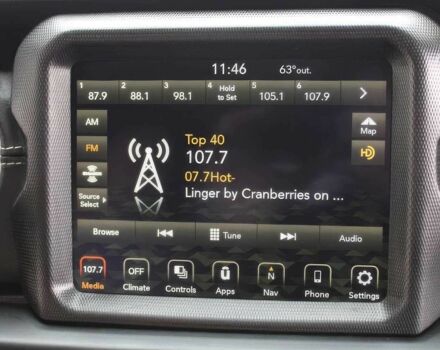 11:46 63° out.
1 87.9 2 88.1 3 98.1 4 Hold to Set 5 105.1 6 107.9
AM
FM
Source Select
Map
HD
Top 40
107.7
07.7Hot-
Linger by Cranberries on ...
Browse Tune Audio
107.7 OFF N
Media Climate Controls Apps Nav Phone Settings